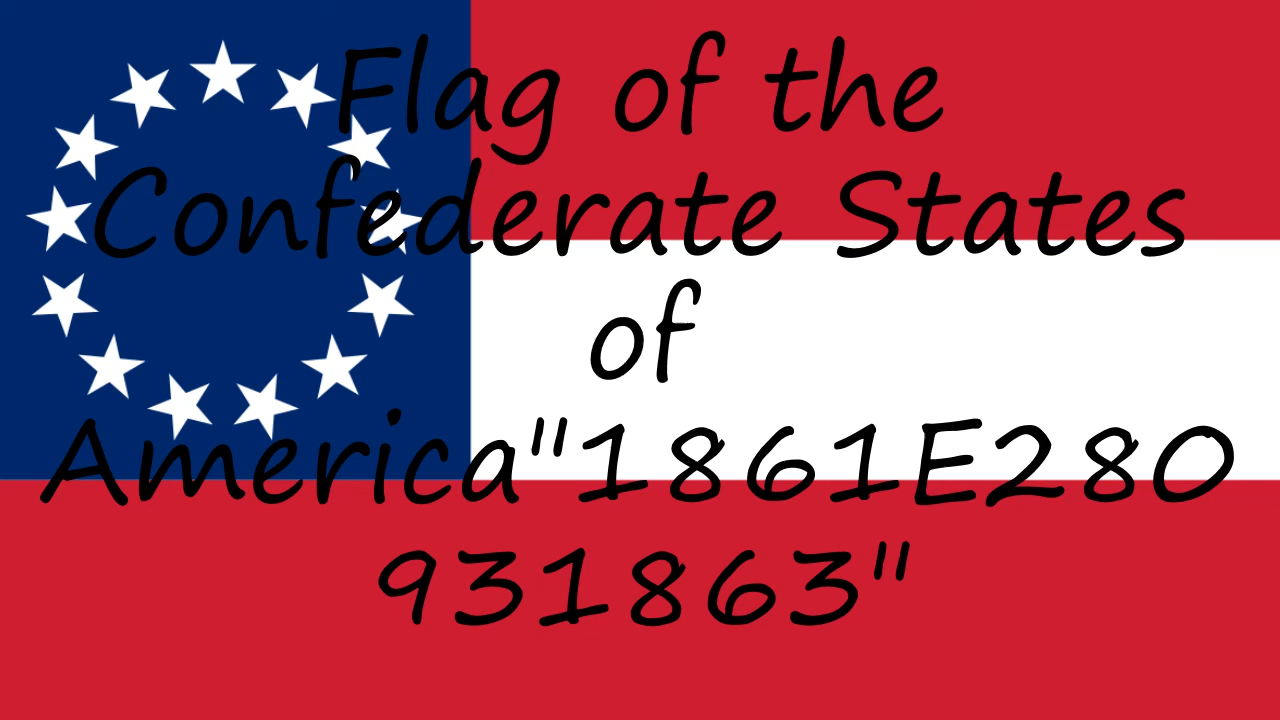 Flag of the
Confederate States
of
America"1861E280
931863"